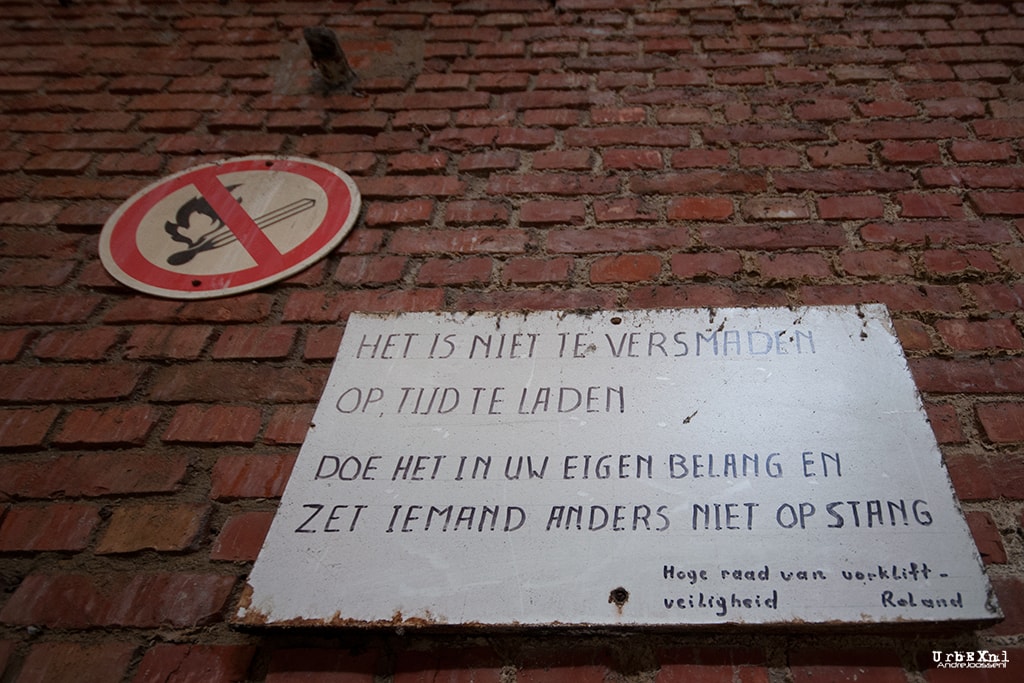 HET IS NIET TE VERSMADEN
OP TIJD TE LADEN
DOE HET IN UW EIGEN BELANG EN
ZET IEMAND ANDERS NIET OP STANG
Hoge raad van vorklift-
veiligheid Roland
UrbEXnl
AndreJoosseni